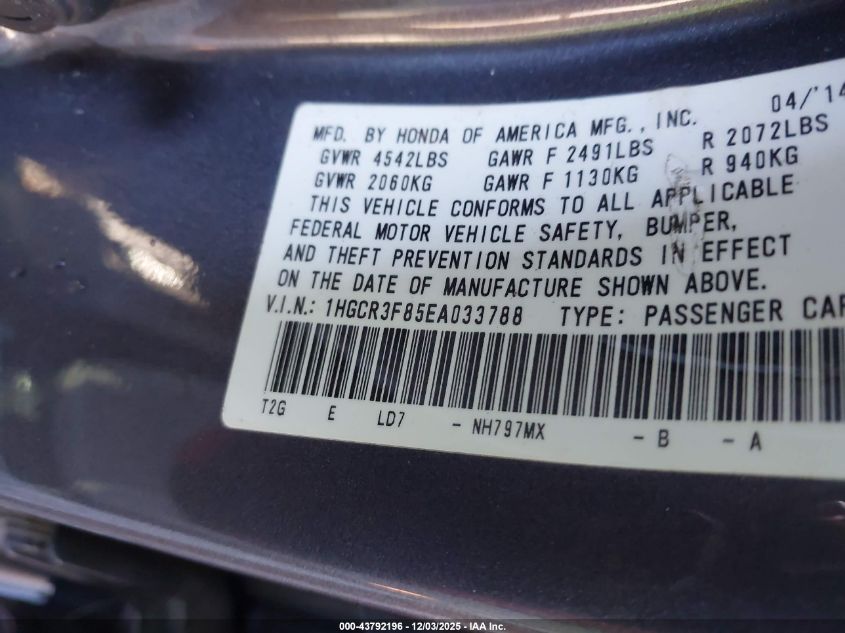 04/'14
MFD. BY HONDA OF AMERICA MFG., INC.
GVWR 4542LBS GAWR F 2491LBS R 2072LBS
GVWR 2060KG GAWR F 1130KG R 940KG
THIS VEHICLE CONFORMS TO ALL APPLICABLE
FEDERAL MOTOR VEHICLE SAFETY, BUMPER,
AND THEFT PREVENTION STANDARDS IN EFFECT
ON THE DATE OF MANUFACTURE SHOWN ABOVE.
V.I.N.: 1HGCR3F85EA033788 TYPE: PASSENGER CAR
T2G E LD7 - NH797MX - B - A
000-43792196 - 12/03/2025 - IAA Inc.